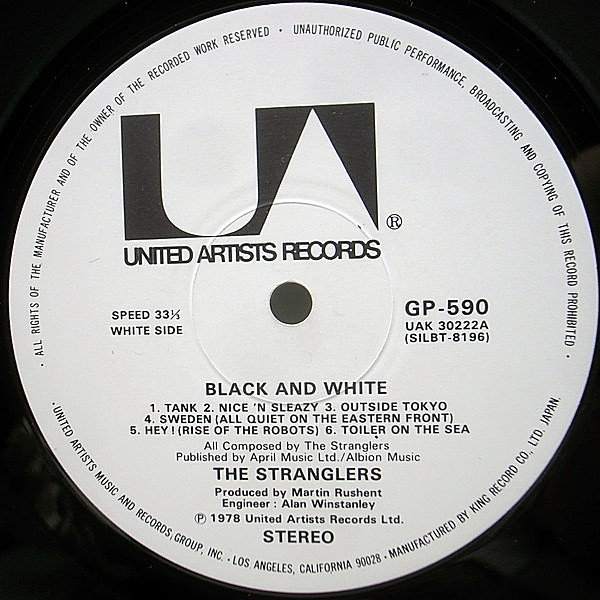 ALL RIGHTS OF THE MANUFACTURER AND OF THE OWNER OF THE RECORDED WORK RESERVED · UNAUTHORIZED PUBLIC PERFORMANCE, BROADCASTING AND COPYING OF THIS RECORD PROHIBITED ·
UA ®
UNITED ARTISTS RECORDS
SPEED 33⅓
WHITE SIDE
GP-590
UAK 30222A
(SILBT-8196)
BLACK AND WHITE
1. TANK 2. NICE 'N SLEAZY 3. OUTSIDE TOKYO
4. SWEDEN (ALL QUIET ON THE EASTERN FRONT)
5. HEY! (RISE OF THE ROBOTS) 6. TOILER ON THE SEA
All Composed by The Stranglers
Published by April Music Ltd./Albion Music
THE STRANGLERS
Produced by Martin Rushent
Engineer : Alan Winstanley
℗ 1978 United Artists Records Ltd.
STEREO
· UNITED ARTISTS MUSIC AND RECORDS GROUP, INC. · LOS ANGELES, CALIFORNIA 90028 · MANUFACTURED BY KING RECORD CO., LTD. JAPAN.